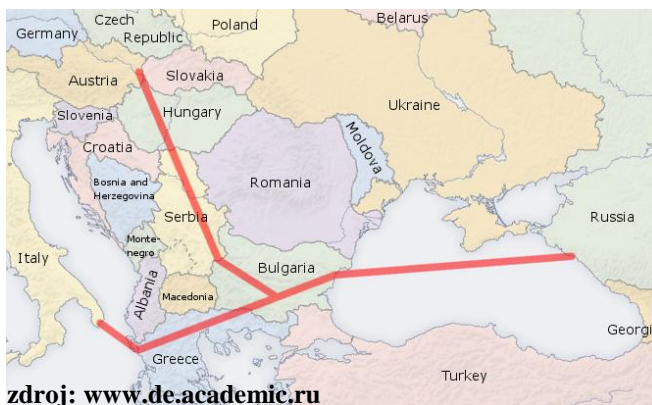 Czech
Republic
Poland
Belarus
Germany
Slovakia
Austria
Ukraine
Slovenia
Hungary
Moldova
Croatia
Romania
Bosnia and
Herzegovina
Serbia
Russia
Monte-
negro
Italy
Bulgaria
Albania
Macedonia
Georgi
Greece
Turkey
zdroj: www.de.academic.ru